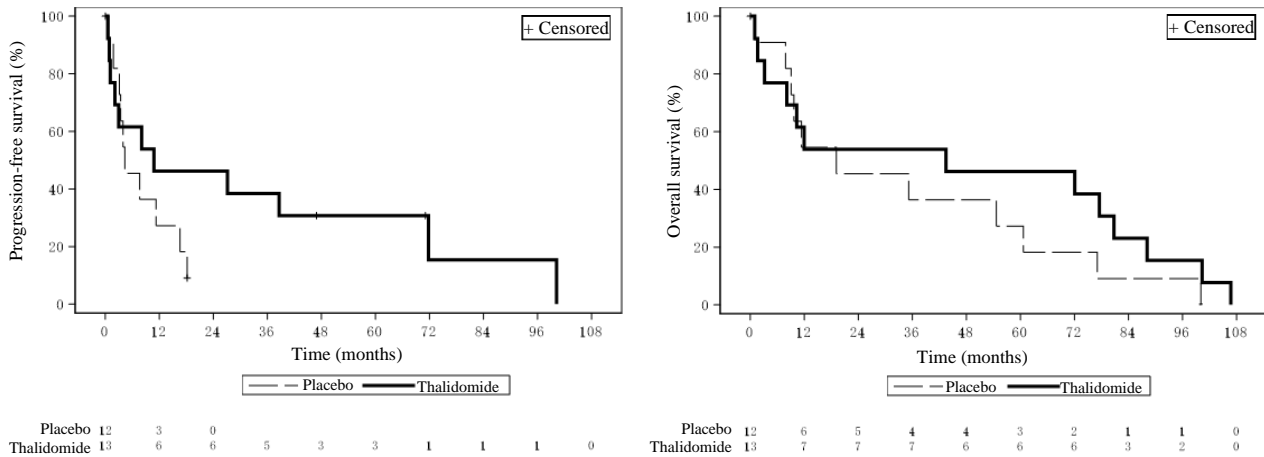 + Censored
Progression-free survival (%)
100
80
60
40
20
0
0 12 24 36 48 60 72 84 96 108
Time (months)
Placebo Thalidomide
Placebo 12 3 0
Thalidomide 13 6 6 5 3 3 1 1 1 0
+ Censored
Overall survival (%)
100
80
60
40
20
0
0 12 24 36 48 60 72 84 96 108
Time (months)
Placebo Thalidomide
Placebo 12 6 5 4 4 3 2 1 1 0
Thalidomide 13 7 7 7 6 6 6 3 2 0